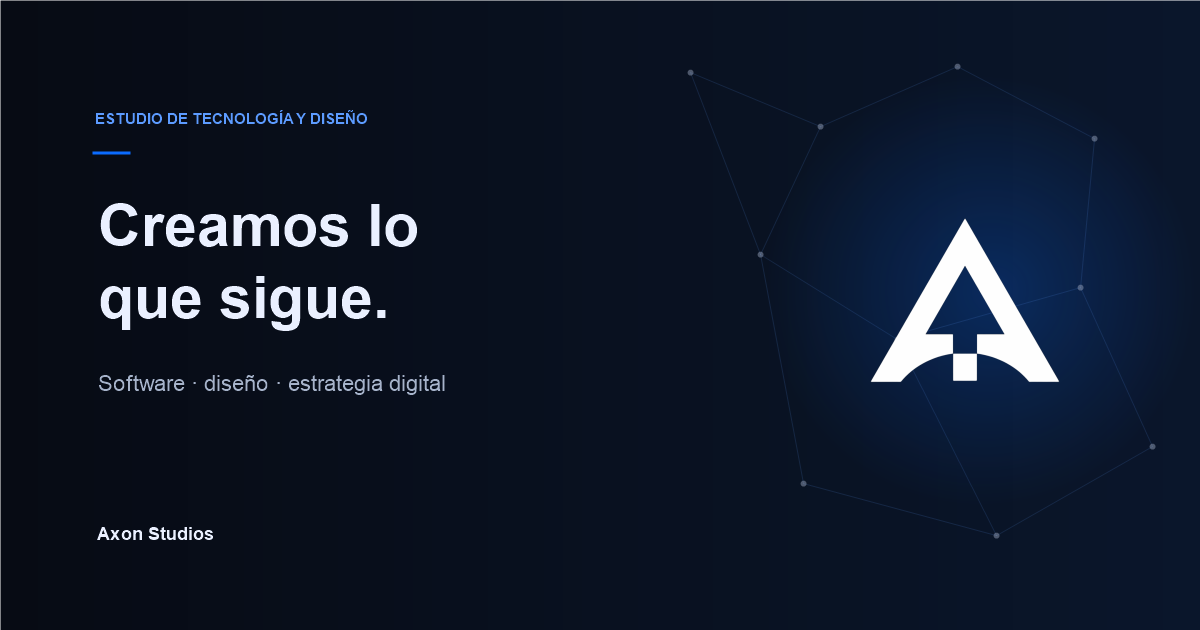 ESTUDIO DE TECNOLOGÍA Y DISEÑO
Creamos lo
que sigue.
Software · diseño · estrategia digital
Axon Studios